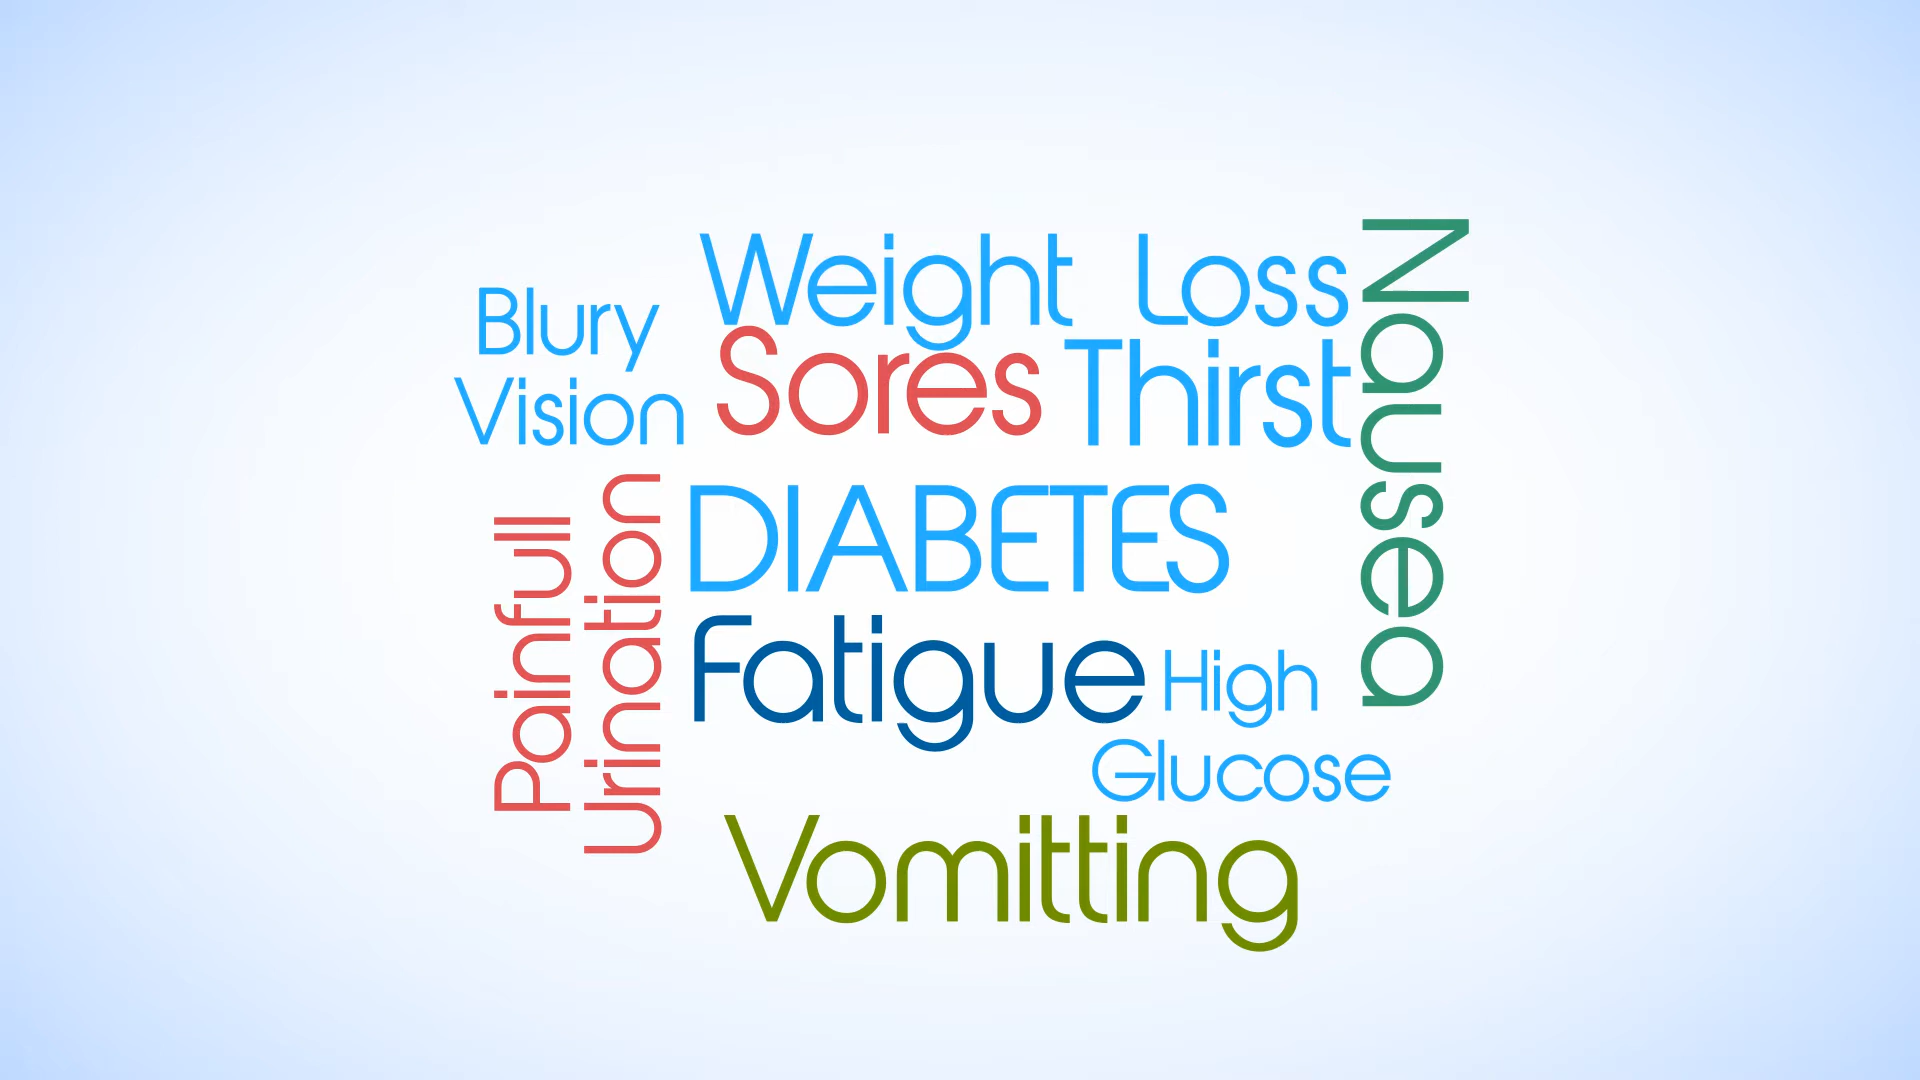 Weight Loss
Nausea
Blury
Vision
Sores
Thirst
Painfull
Urination
DIABETES
Fatigue
High
Glucose
Vomitting